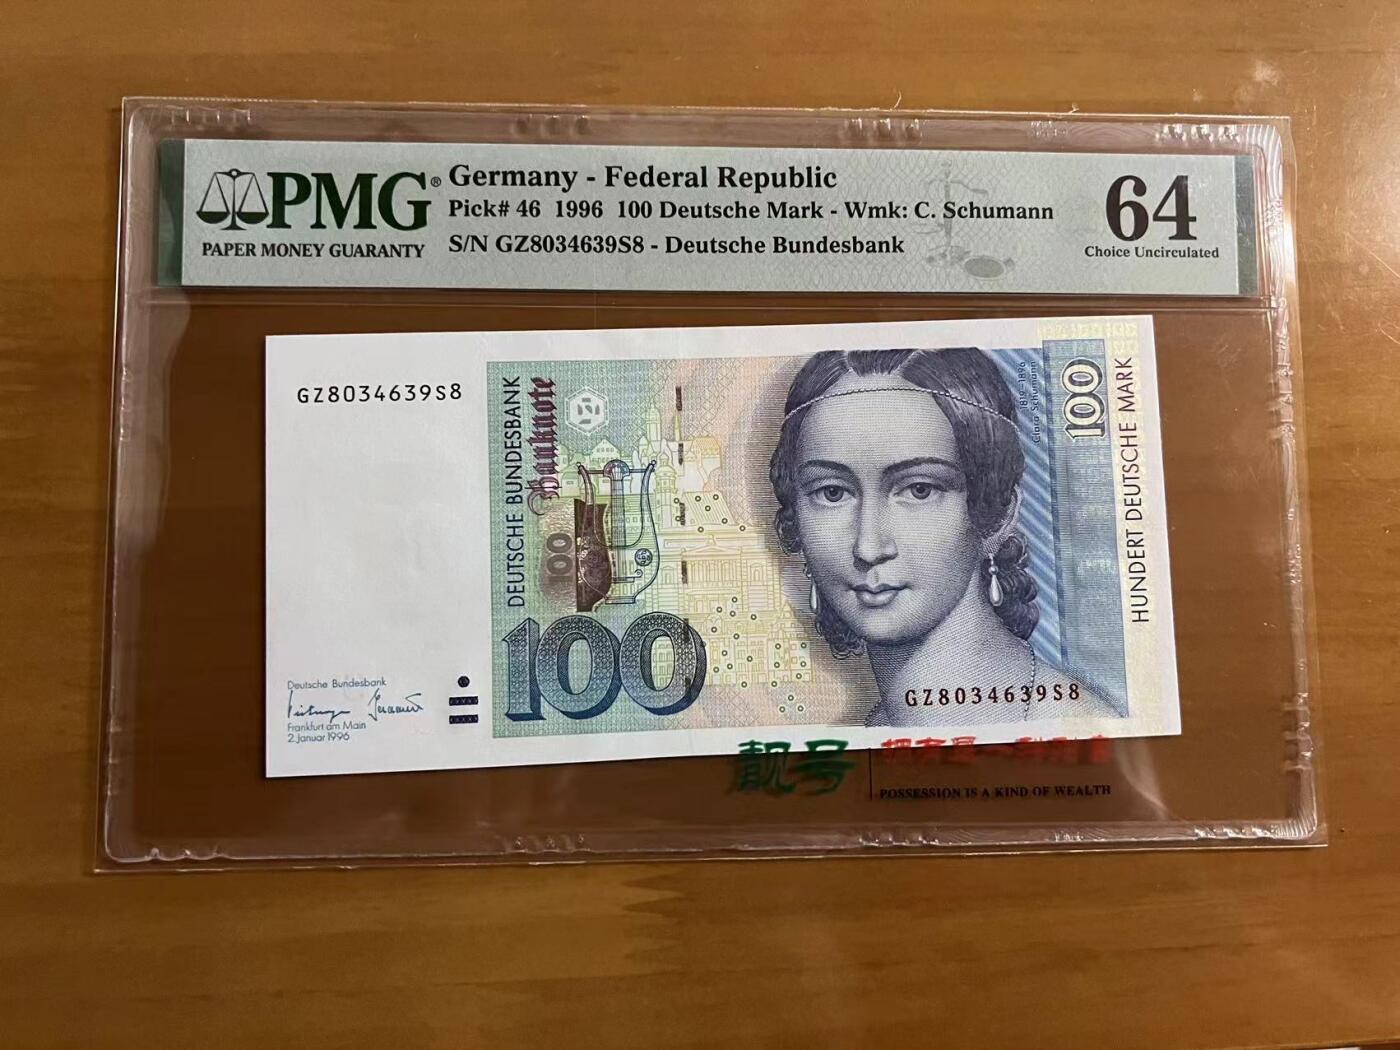 PMG®
PAPER MONEY GUARANTY
Germany - Federal Republic
Pick# 46 1996 100 Deutsche Mark - Wmk: C. Schumann
S/N GZ8034639S8 - Deutsche Bundesbank
64
Choice Uncirculated
GZ8034639S8
DEUTSCHE BUNDESBANK
Banknote
100
100
1819–1896
Clara Schumann
100
HUNDERT DEUTSCHE MARK
GZ8034639S8
Deutsche Bundesbank
Frankfurt am Main
2. Januar 1996
靓号
POSSESSION IS A KIND OF WEALTH